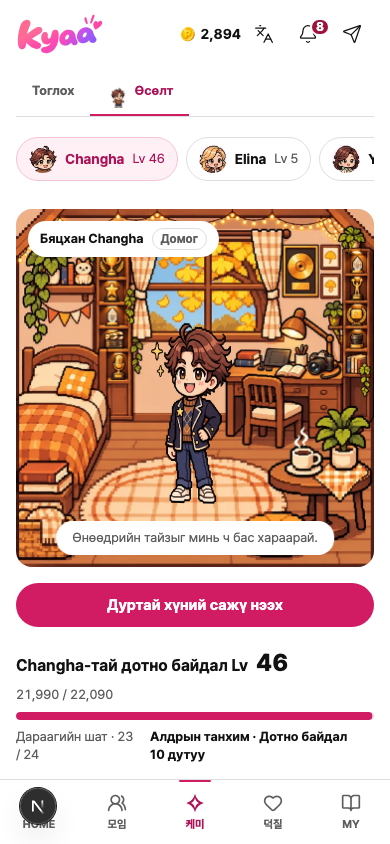 kyaa
2,894
8
Тоглох
Өсөлт
Changha Lv 46
Elina Lv 5
Бяцхан Changha Домог
Өнөөдрийн тайзыг минь ч бас хараарай.
Дуртай хүний сажү нээх
Changha-тай дотно байдал Lv 46
21,990 / 22,090
Дараагийн шат · 23
/ 24
Алдрын танхим · Дотно байдал
10 дутуу
N
HOME
모임
케미
덕질
MY